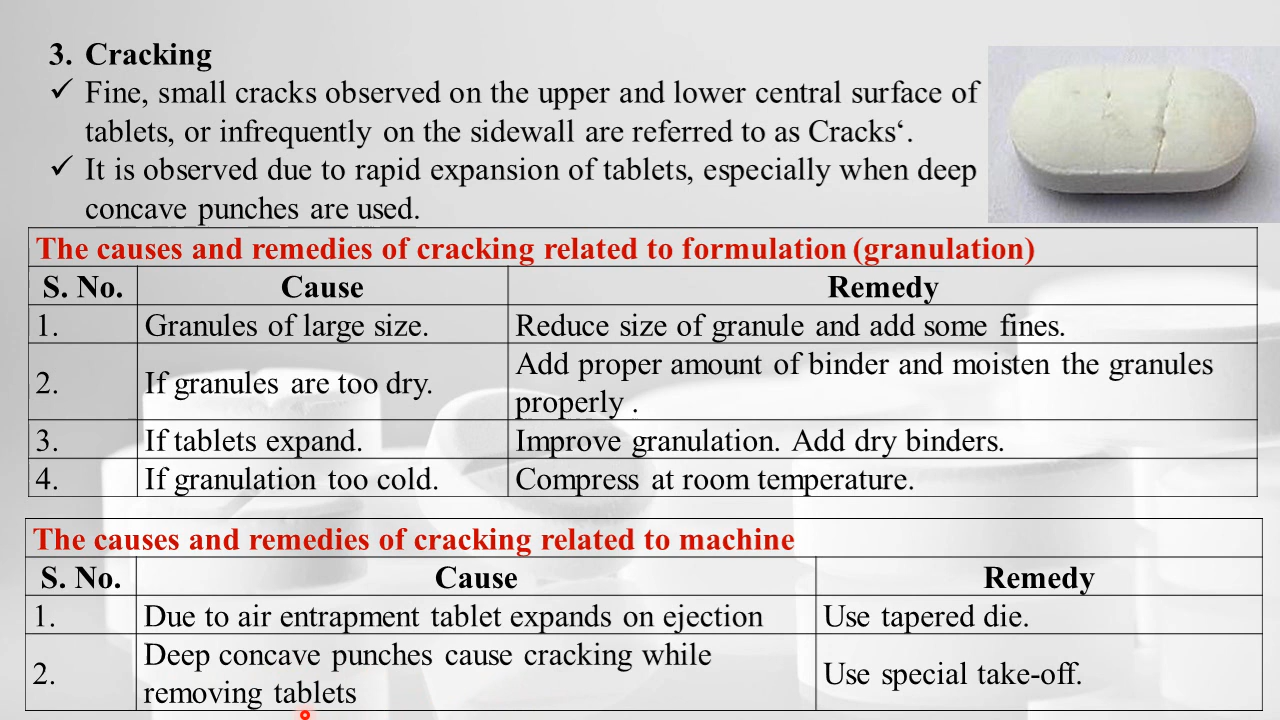 3. Cracking
✓ Fine, small cracks observed on the upper and lower central surface of
tablets, or infrequently on the sidewall are referred to as Cracks‘.
✓ It is observed due to rapid expansion of tablets, especially when deep
concave punches are used.
The causes and remedies of cracking related to formulation (granulation)
S. No. Cause Remedy
1. Granules of large size. Reduce size of granule and add some fines.
2. If granules are too dry. Add proper amount of binder and moisten the granules
properly .
3. If tablets expand. Improve granulation. Add dry binders.
4. If granulation too cold. Compress at room temperature.
The causes and remedies of cracking related to machine
S. No. Cause Remedy
1. Due to air entrapment tablet expands on ejection Use tapered die.
2. Deep concave punches cause cracking while
removing tablets Use special take-off.